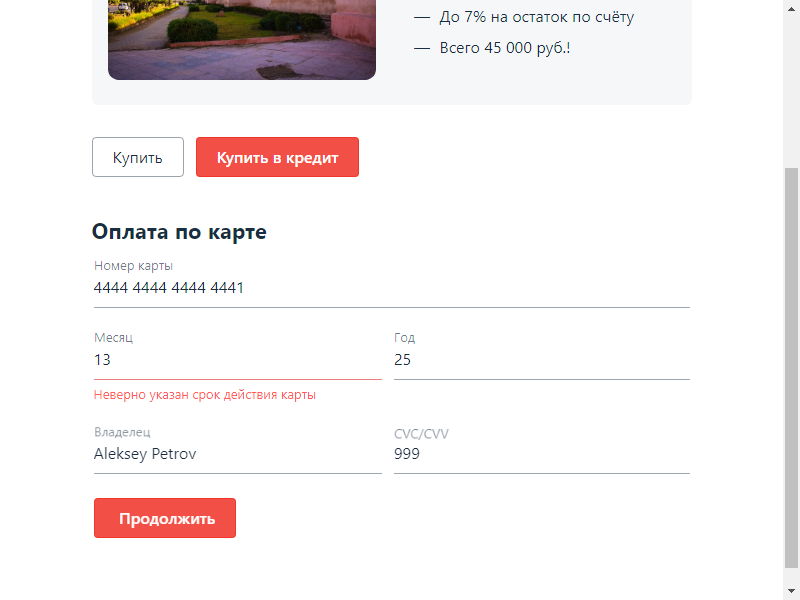 — До 7% на остаток по счёту
— Всего 45 000 руб.!
Купить
Купить в кредит
Оплата по карте
Номер карты
4444 4444 4444 4441
Месяц
Год
13
25
Неверно указан срок действия карты
Владелец
CVC/CVV
Aleksey Petrov
999
Продолжить